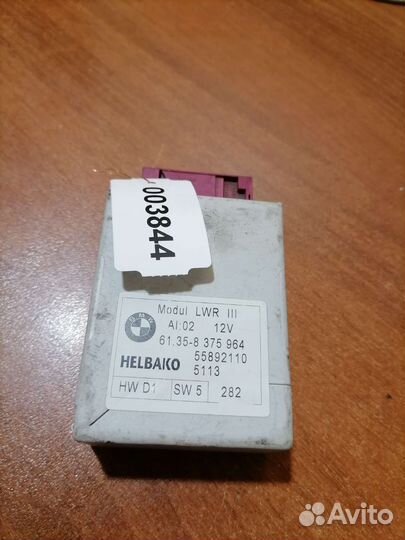 003844
Modul LWR III
BMW
AI:02 12V
61.35-8 375 964
HELBAKO 55892110
5113
HW D1 SW 5 282
Avito